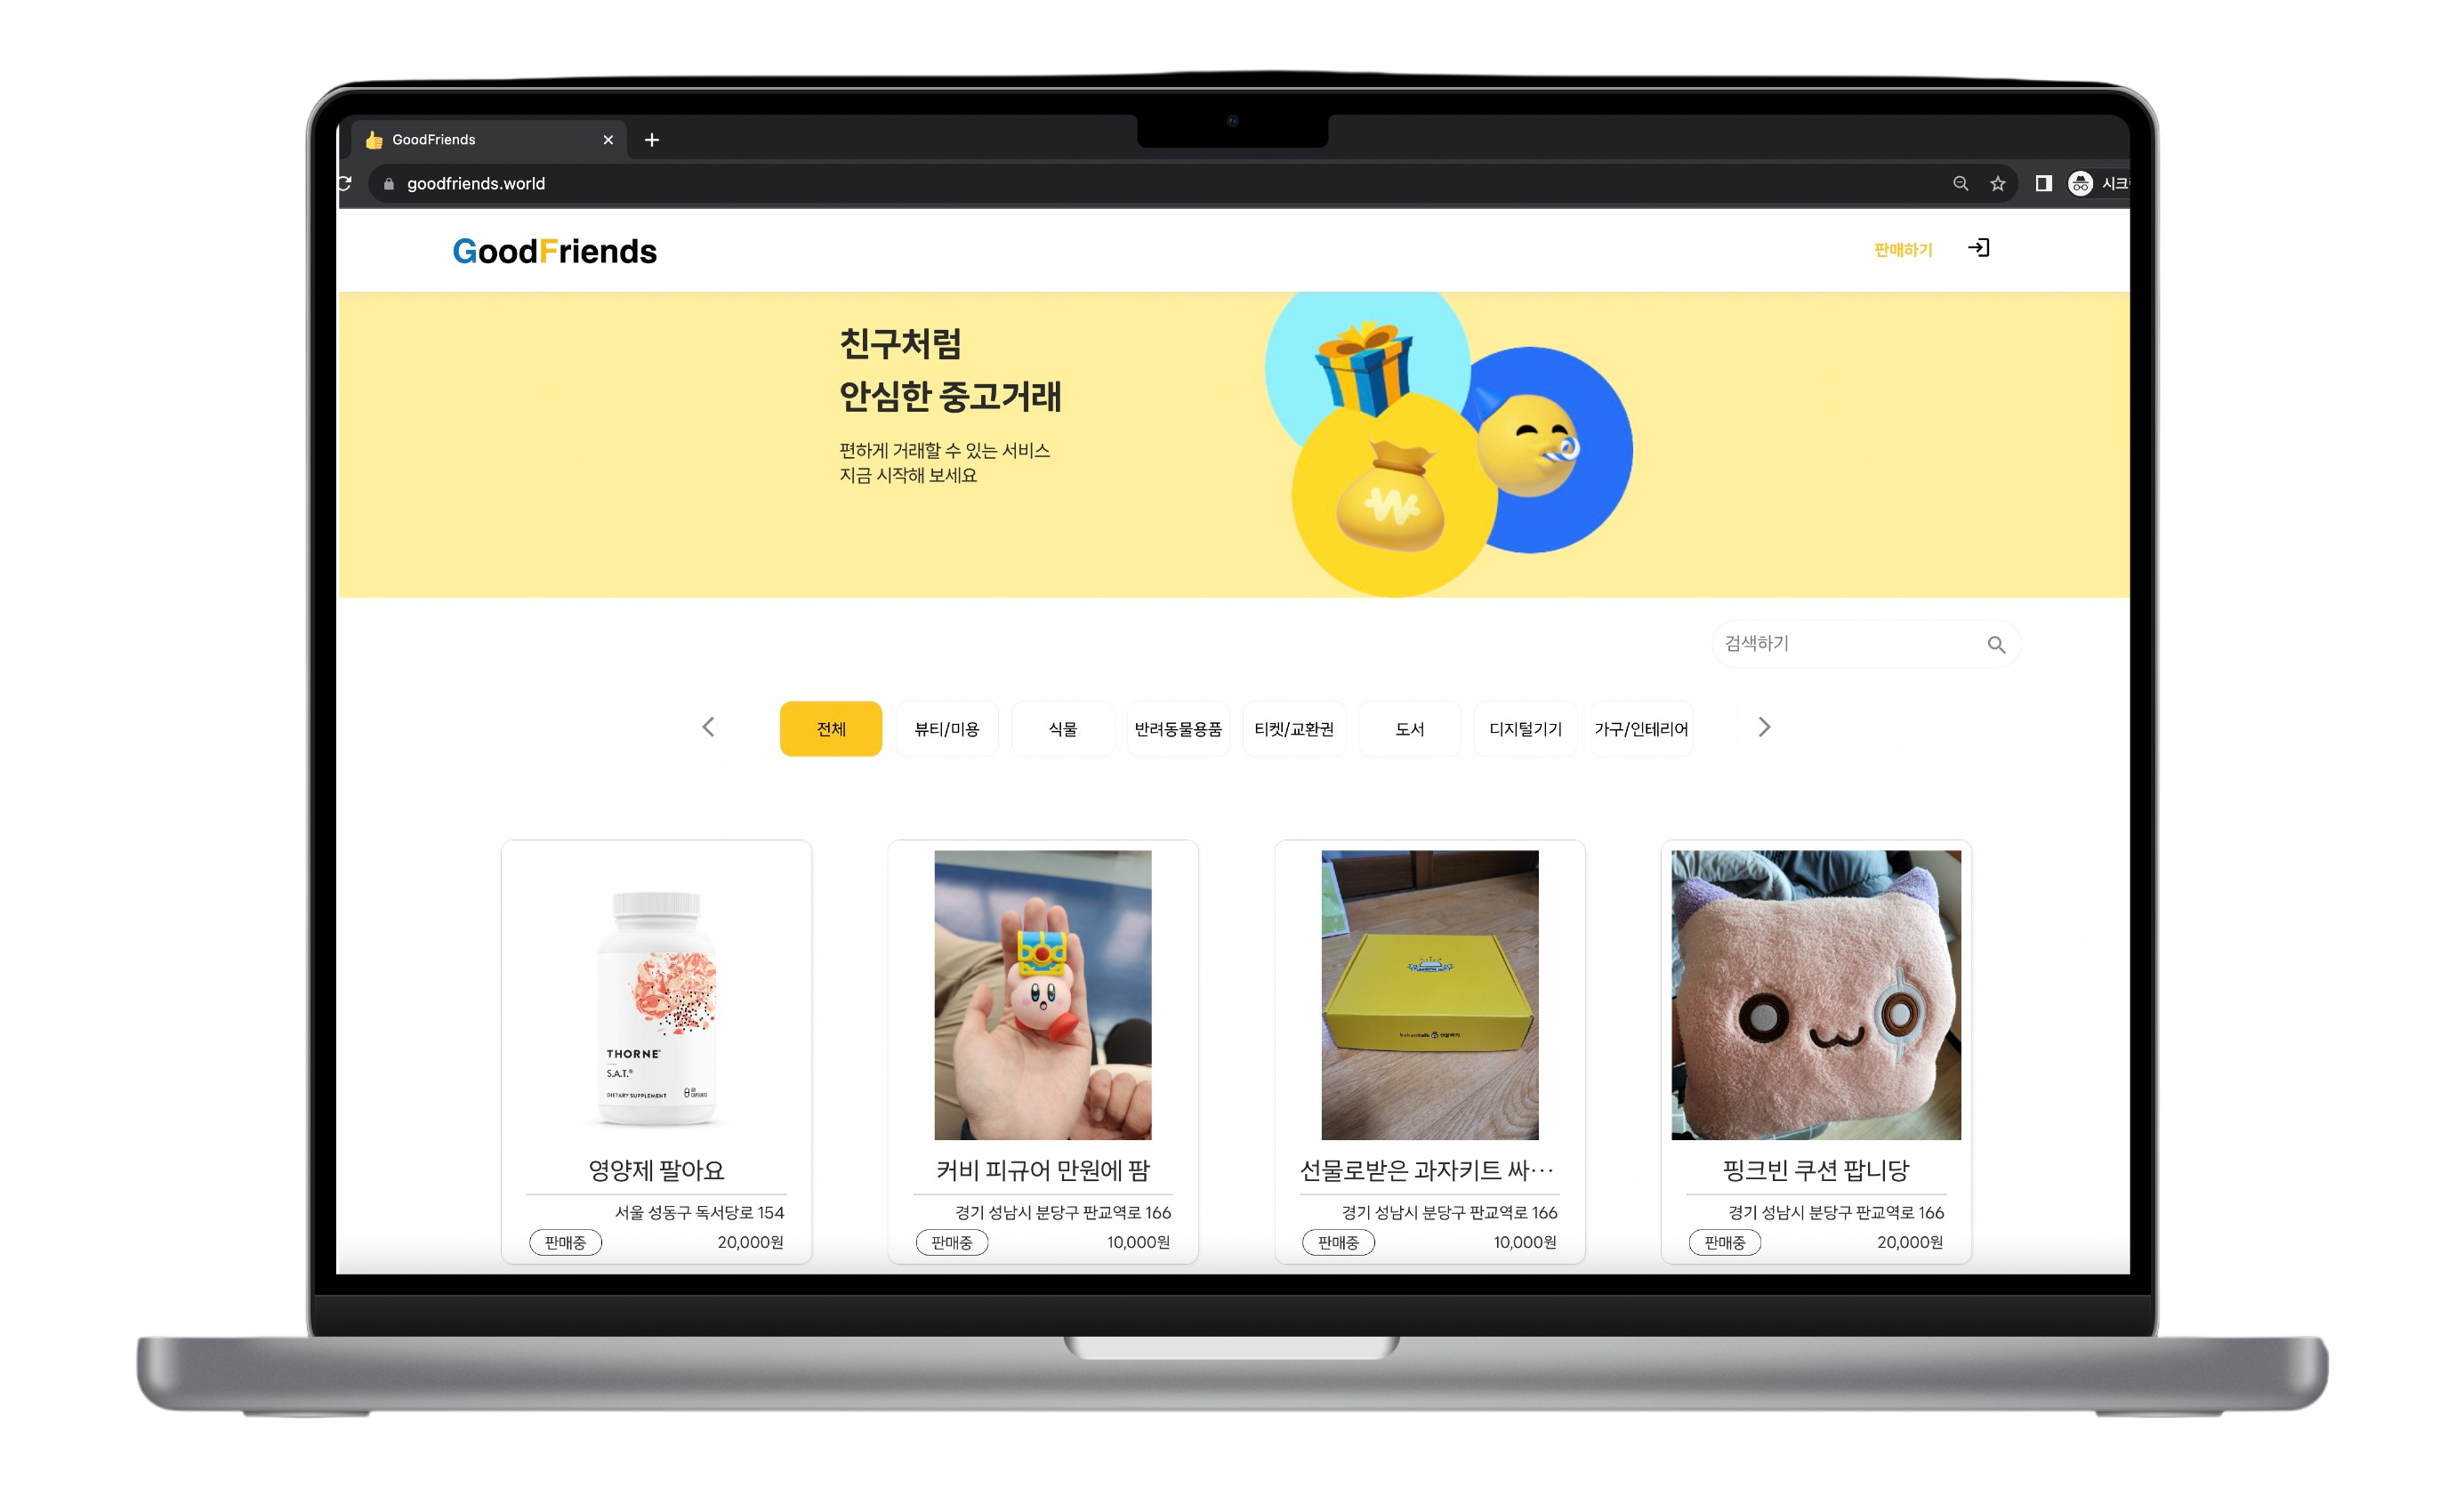 GoodFriends
goodfriends.world
시크
GoodFriends
판매하기
친구처럼
안심한 중고거래
편하게 거래할 수 있는 서비스
지금 시작해 보세요
검색하기
전체 뷰티/미용 식물 반려동물용품 티켓/교환권 도서 디지털기기 가구/인테리어
THORNE
S.A.T.®
DIETARY SUPPLEMENT
60 CAPSULES
kakaotalk 선물하기
영양제 팔아요
서울 성동구 독서당로 154
판매중 20,000원
커비 피규어 만원에 팜
경기 성남시 분당구 판교역로 166
판매중 10,000원
선물로받은 과자키트 싸···
경기 성남시 분당구 판교역로 166
판매중 10,000원
핑크빈 쿠션 팝니당
경기 성남시 분당구 판교역로 166
판매중 20,000원